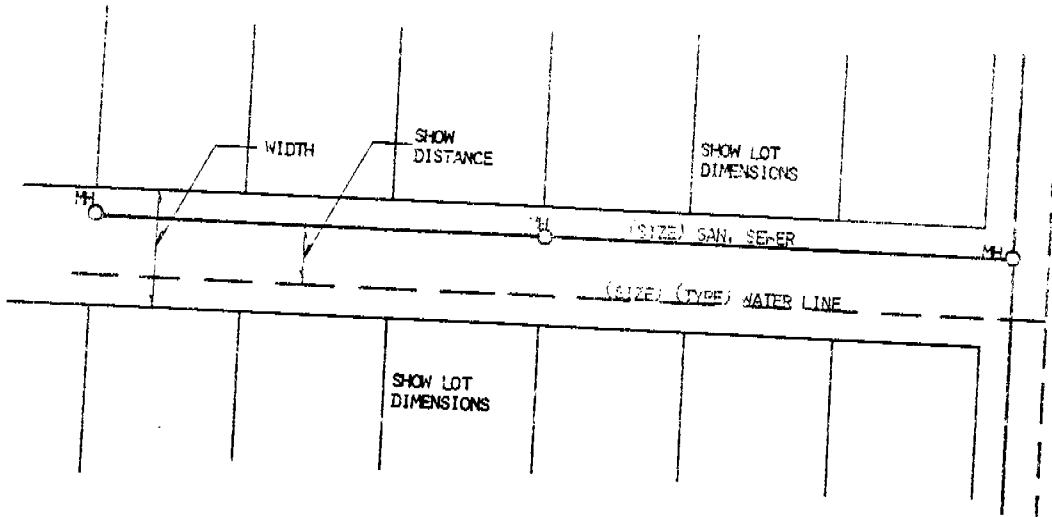 WIDTH
SHOW
DISTANCE
SHOW LOT
DIMENSIONS
MH
MH
(SIZE) SAN. SEWER
MH
(SIZE) (TYPE) WATER LINE
SHOW LOT
DIMENSIONS